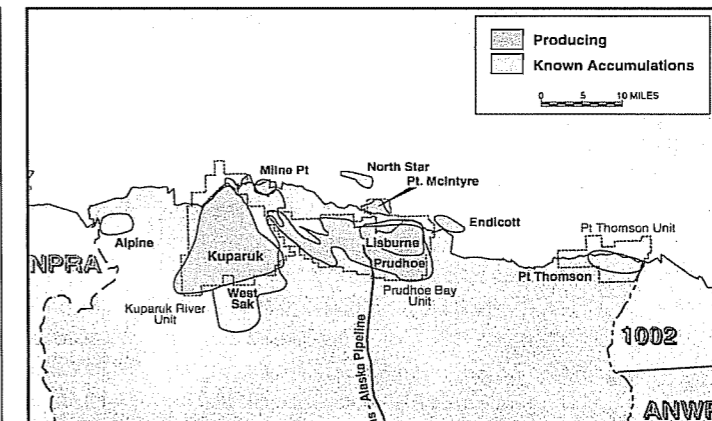 Producing
Known Accumulations
0 5 10 MILES
Milne Pt
North Star
Pt. McIntyre
Endicott
Pt Thomson Unit
Alpine
Lisburne
NPRA
Kuparuk
Prudhoe
Pt Thomson
West
Sak
Prudhoe Bay
Unit
Kuparuk River
Unit
Alaska Pipeline
1002